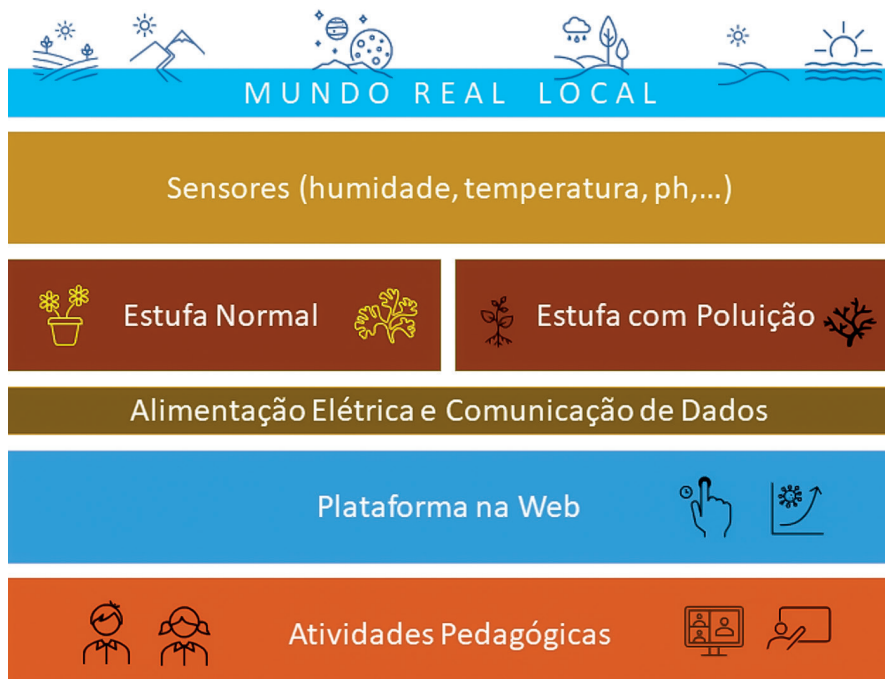 MUNDO REAL LOCAL
Sensores (humidade, temperatura, ph,...)
Estufa Normal
Estufa com Poluição
Alimentação Elétrica e Comunicação de Dados
Plataforma na Web
Atividades Pedagógicas